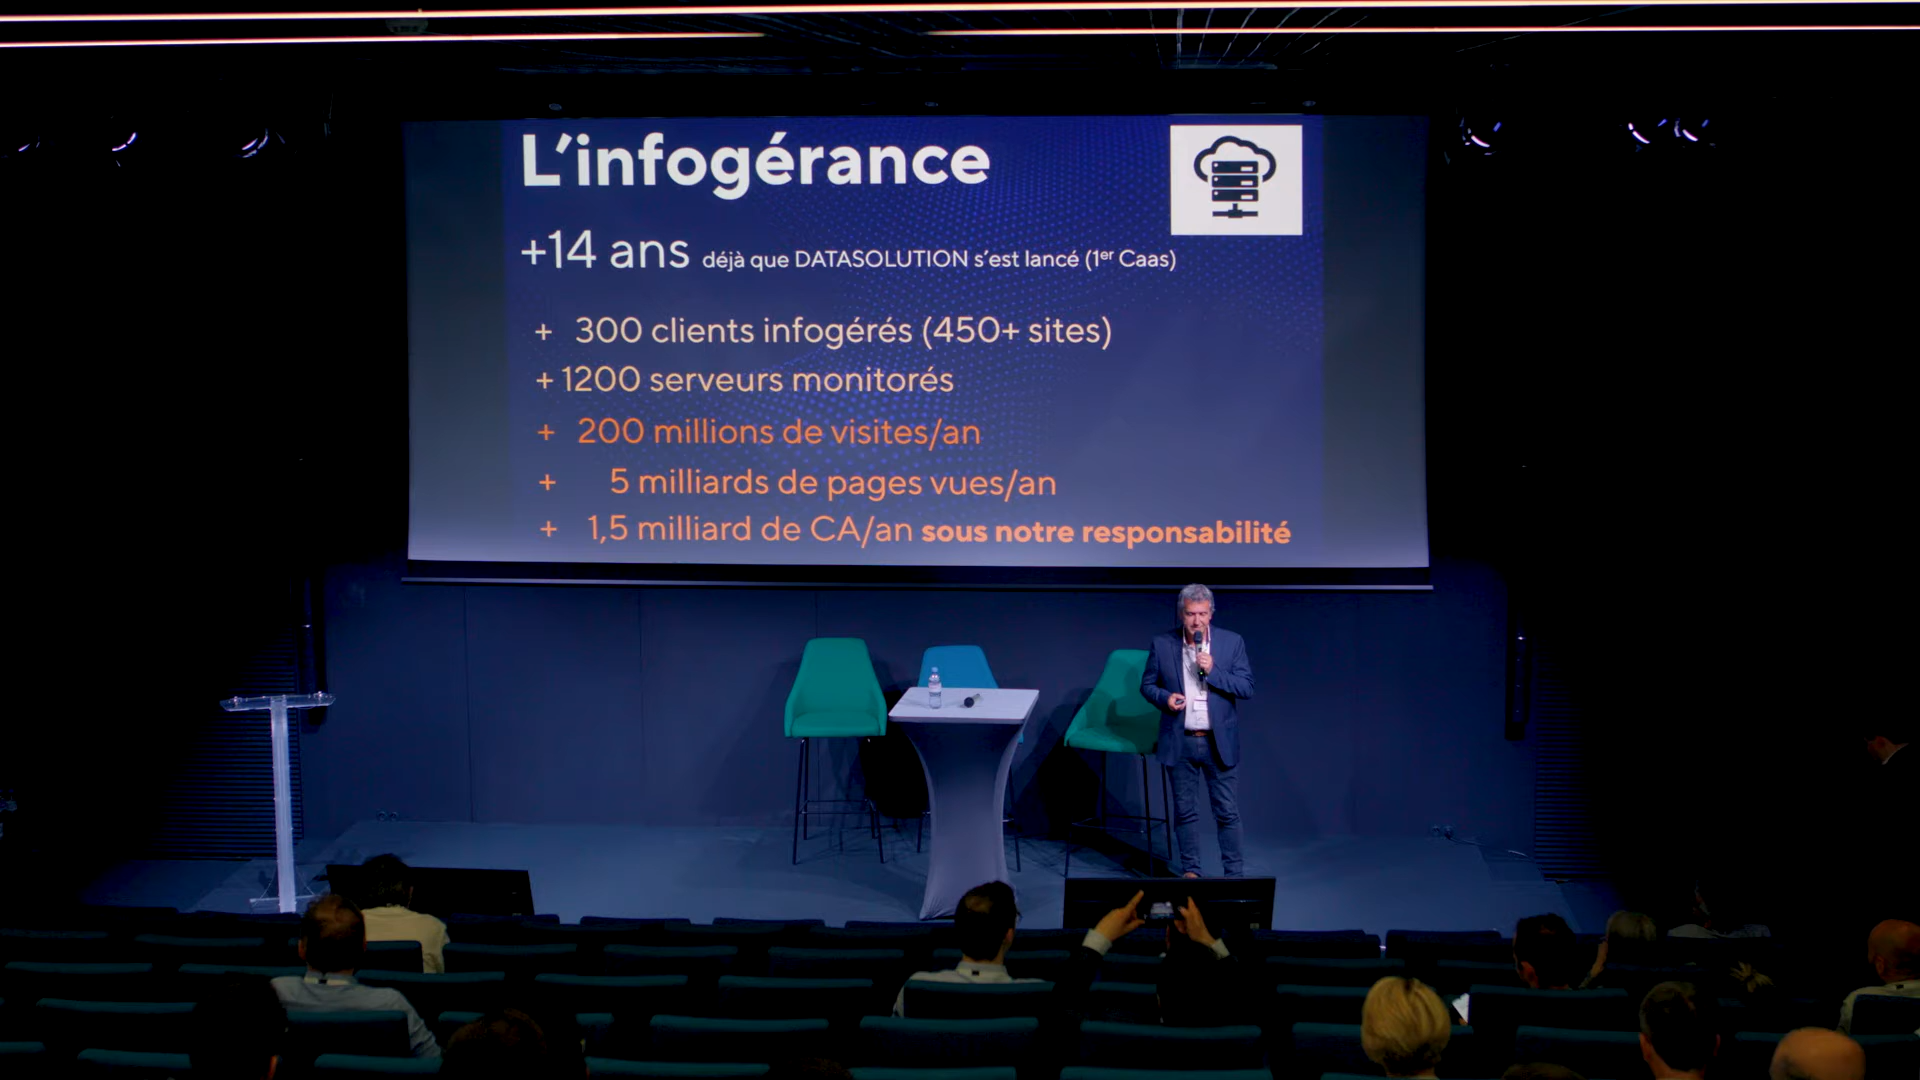 L'infogérance
+14 ans déjà que DATASOLUTION s'est lancé (1er Caas)
+ 300 clients infogérés (450+ sites)
+ 1200 serveurs monitorés
+ 200 millions de visites/an
+ 5 milliards de pages vues/an
+ 1,5 milliard de CA/an sous notre responsabilité